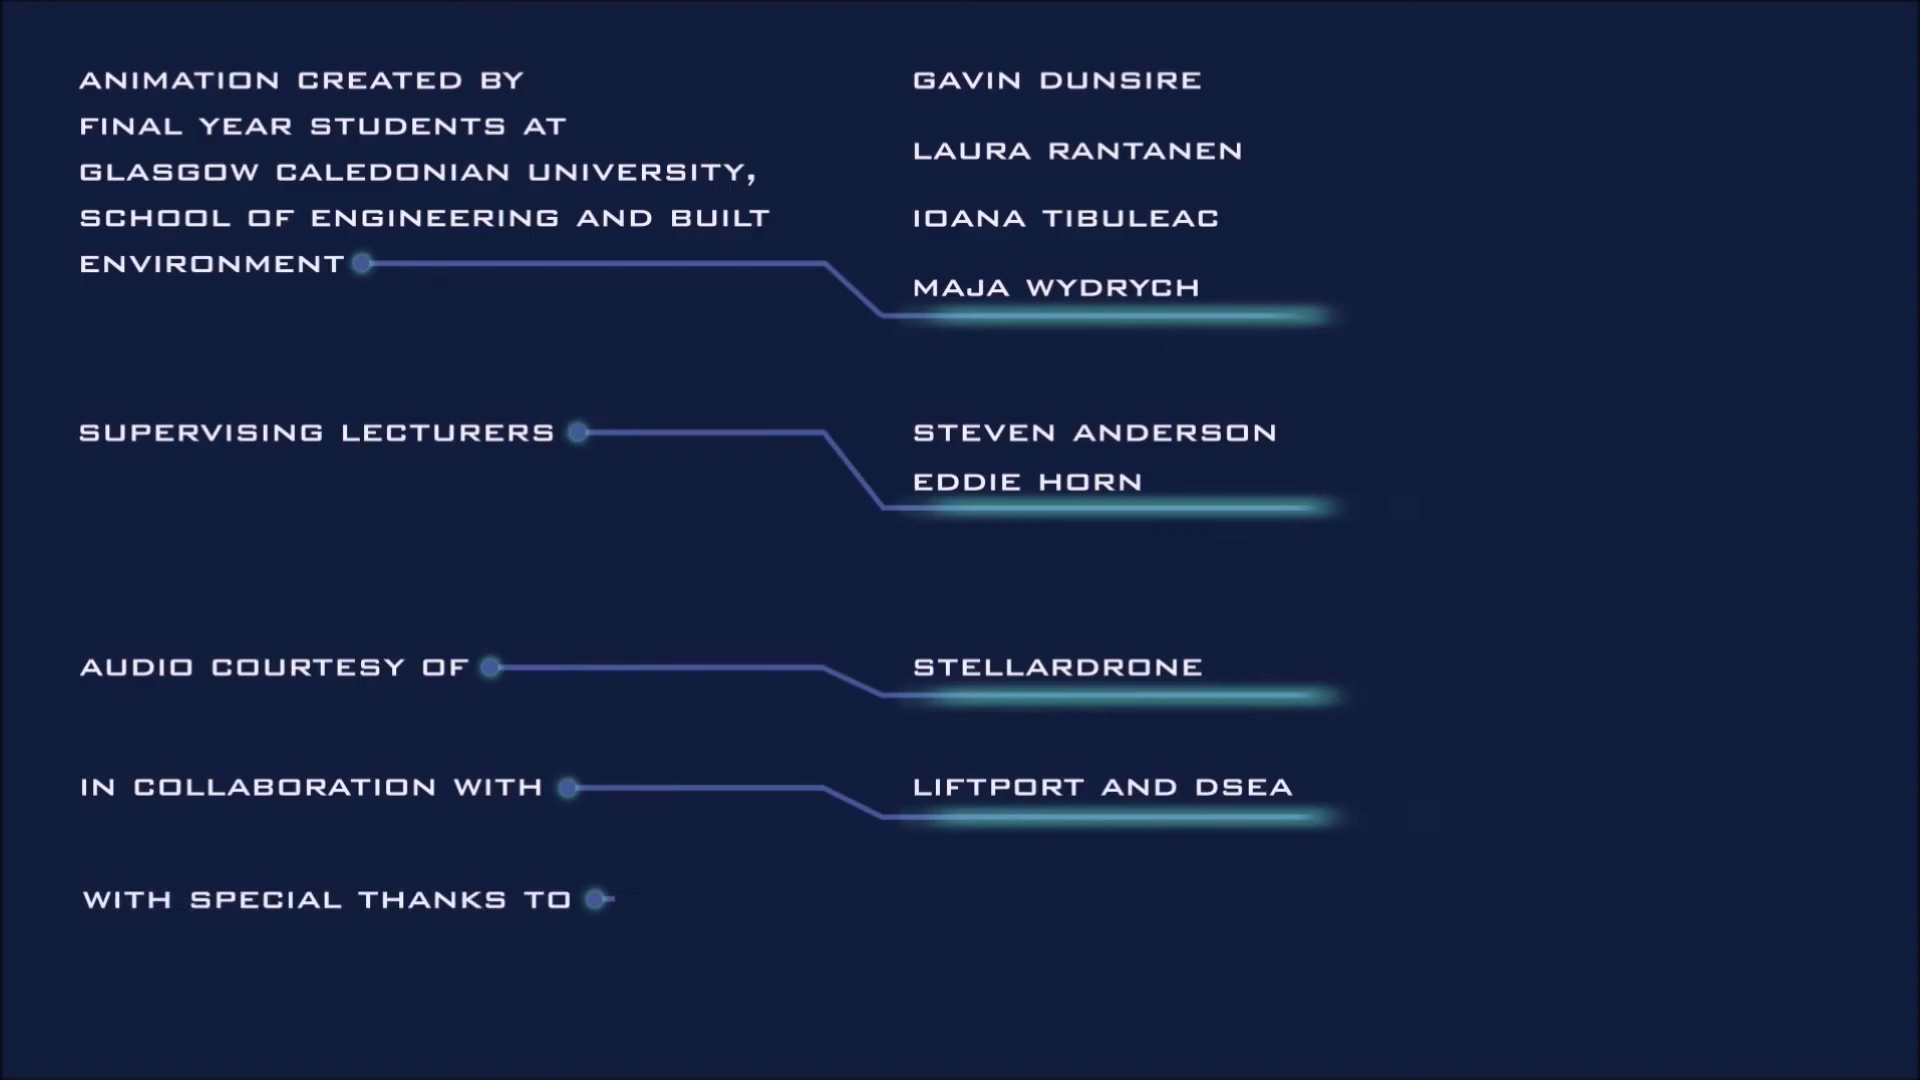 ANIMATION CREATED BY
FINAL YEAR STUDENTS AT
GLASGOW CALEDONIAN UNIVERSITY,
SCHOOL OF ENGINEERING AND BUILT
ENVIRONMENT
GAVIN DUNSIRE
LAURA RANTANEN
IOANA TIBULEAC
MAJA WYDRYCH
SUPERVISING LECTURERS
STEVEN ANDERSON
EDDIE HORN
AUDIO COURTESY OF
STELLARDRONE
IN COLLABORATION WITH
LIFTPORT AND DSEA
WITH SPECIAL THANKS TO